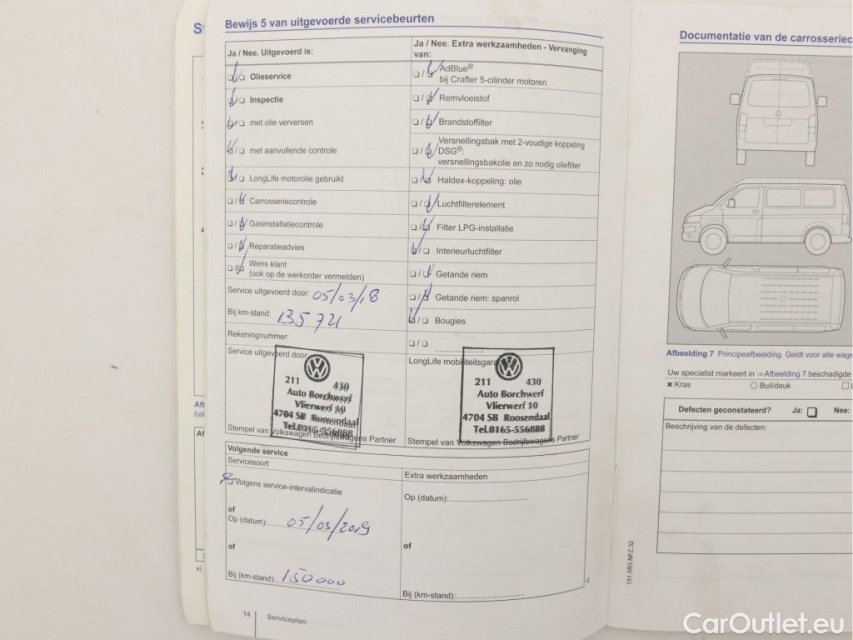 Bewijs 5 van uitgevoerde servicebeurten
Ja / Nee. Uitgevoerd is:
Olieservice
Inspectie
met olie verversen
met aanvullende controle
LongLife motorolie gebruikt
Carrosseriecontrole
Gasinstallatiecontrole
Reparatieadvies
Wens klant
(ook op de werkorder vermelden)
Service uitgevoerd door: 05/03/18
Bij km-stand: 135721
Rekeningnummer:
Service uitgevoerd door:
211 430
Auto Borchwerf
Vlierwerf 10
4704 SB Roosendaal
Tel.0165-556888
Stempel van Volkswagen Bedrijfswagens Partner
Ja / Nee. Extra werkzaamheden - Vervanging
van:
AdBlue®
bij Crafter 5-cilinder motoren
Remvloeistof
Brandstoffilter
Versnellingsbak met 2-voudige koppeling
DSG®:
versnellingsbakolie en zo nodig oliefilter
Haldex-koppeling: olie
Luchtfilterelement
Filter LPG-installatie
Interieurluchtfilter
Getande riem
Getande riem: spanrol
Bougies
LongLife mobiliteitsgarantie
211 430
Auto Borchwerf
Vlierwerf 10
4704 SB Roosendaal
Tel.0165-556888
Stempel van Volkswagen Bedrijfswagens Partner
Volgende service
Servicesoort
Volgens service-intervalindicatie
of
Op (datum): 05/03/2019
of
Bij (km-stand): 150000
Extra werkzaamheden
Op (datum):
of
Bij (km-stand):
14 Serviceplan
Documentatie van de carrosseriec
Afbeelding 7 Principeafbeelding. Geldt voor alle wage
Uw specialist markeert in ⇒ Afbeelding 7 beschadigde
× Kras ○ Buil/deuk
Defecten geconstateerd? Ja: Nee:
Beschrijving van de defecten:
151.5R3.NFZ.32
CarOutlet.eu